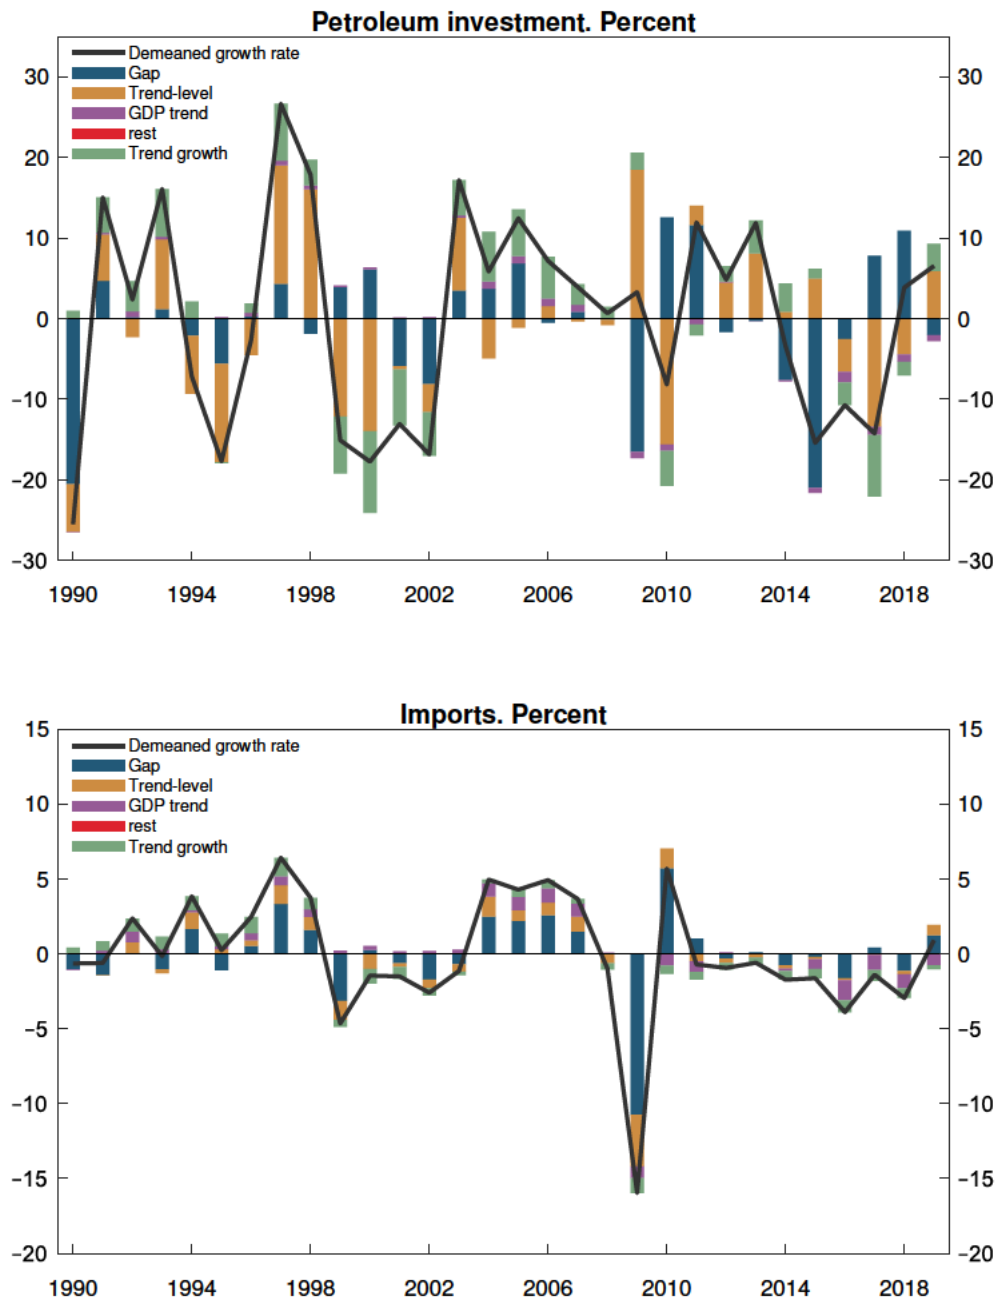 Petroleum investment. Percent
Demeaned growth rate
Gap
Trend-level
GDP trend
rest
Trend growth
30 30
20 20
10 10
0 0
−10 −10
−20 −20
−30 −30
1990 1994 1998 2002 2006 2010 2014 2018
Imports. Percent
15 15
Demeaned growth rate
Gap
Trend-level
10 10
GDP trend
rest
Trend growth
5 5
0 0
−5 −5
−10 −10
−15 −15
−20 −20
1990 1994 1998 2002 2006 2010 2014 2018